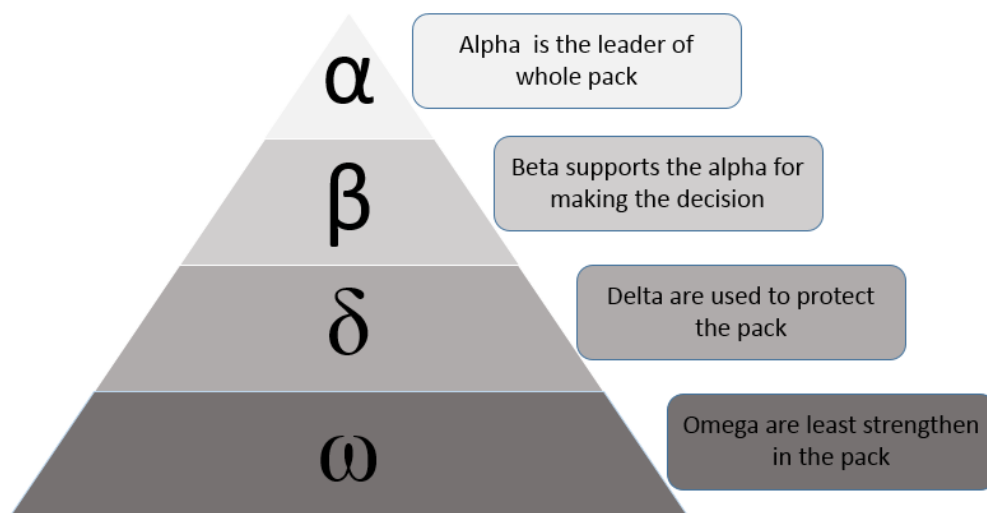 α
Alpha is the leader of
whole pack
β
Beta supports the alpha for
making the decision
δ
Delta are used to protect
the pack
ω
Omega are least strengthen
in the pack